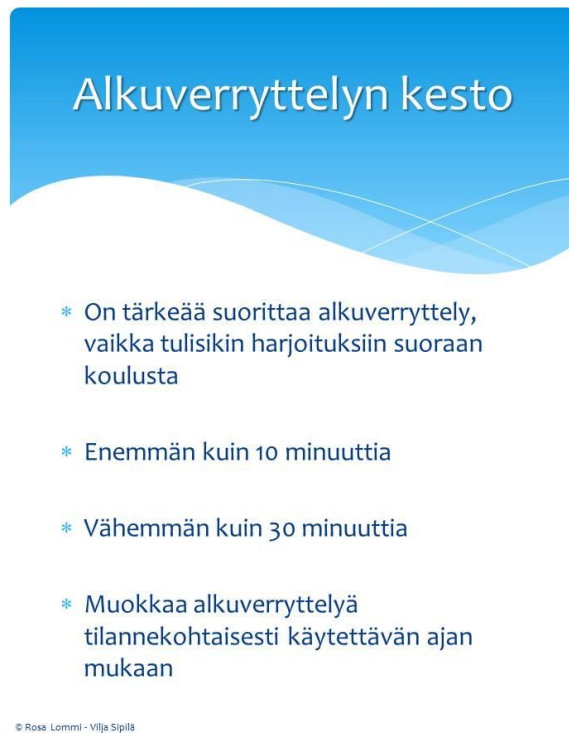 Alkuverryttelyn kesto
* On tärkeää suorittaa alkuverryttely,
vaikka tulisikin harjoituksiin suoraan
koulusta
* Enemmän kuin 10 minuuttia
* Vähemmän kuin 30 minuuttia
* Muokkaa alkuverryttelyä
tilannekohtaisesti käytettävän ajan
mukaan
© Rosa Lommi - Vilja Sipilä